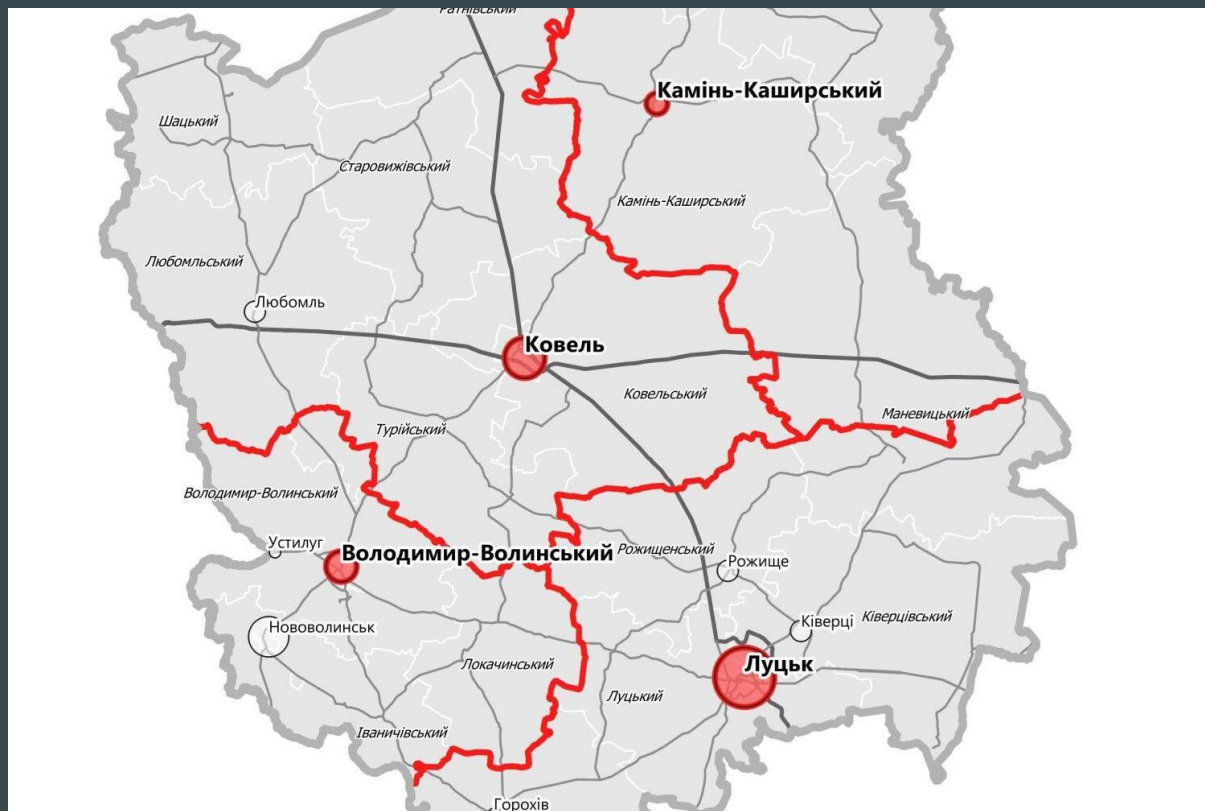 Ратнівський
Камінь-Каширський
Шацький
Старовижівський
Камінь-Каширський
Любомльський
Любомль
Ковель
Ковельський
Маневицький
Турійський
Володимир-Волинський
Устилуг
Володимир-Волинський
Рожищенський
Рожище
Нововолинськ
Ківерці
Ківерцівський
Локачинський
Луцьк
Луцький
Іваничівський
Горохів